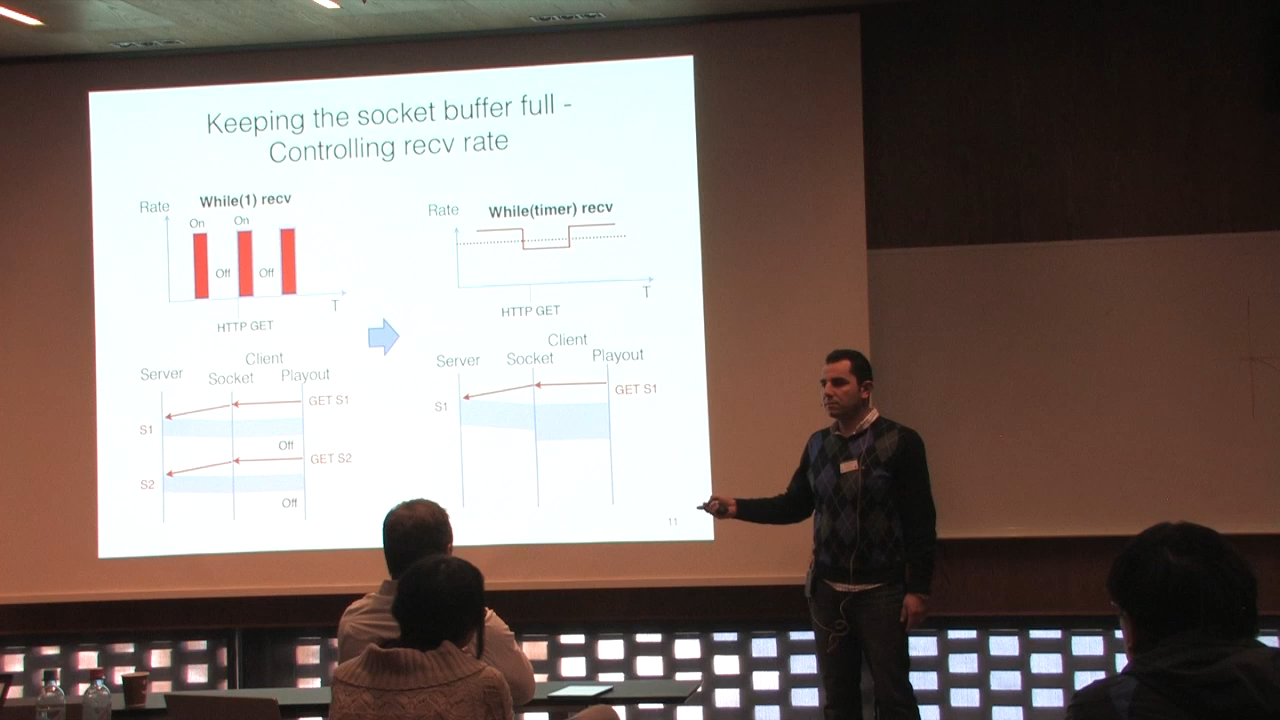 Keeping the socket buffer full -
Controlling recv rate
While(1) recv
Rate
On
On
Off
Off
T
HTTP GET
Client
Server
Socket
Playout
GET S1
S1
Off
GET S2
S2
Off
While(timer) recv
Rate
T
HTTP GET
Client
Server
Socket
Playout
GET S1
S1
11